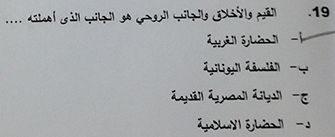 19. القيم والأخلاق والجانب الروحي هو الجانب الذى أهملته ....
أ- الحضارة الغربية
ب- الفلسفة اليونانية
ج- الديانة المصرية القديمة
د- الحضارة الاسلامية